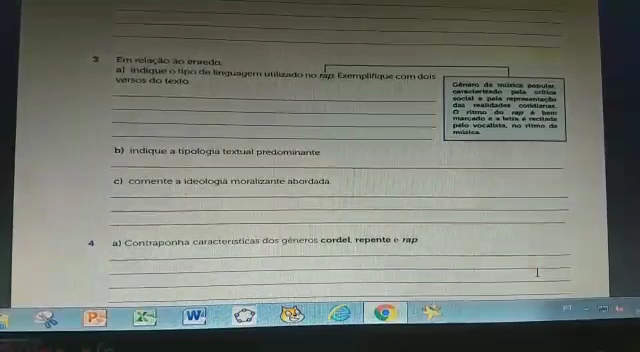 3 Em relação ao enredo,
a) indique o tipo de linguagem utilizado no rap. Exemplifique com dois
versos do texto.
Gênero da música popular,
caracterizado pela crítica
social e pela representação
das realidades cotidianas.
O ritmo do rap é bem
marcado e a letra é recitada
pelo vocalista, no ritmo da
música.
b) indique a tipologia textual predominante.
c) comente a ideologia moralizante abordada.
4 a) Contraponha características dos gêneros cordel, repente e rap.
PT